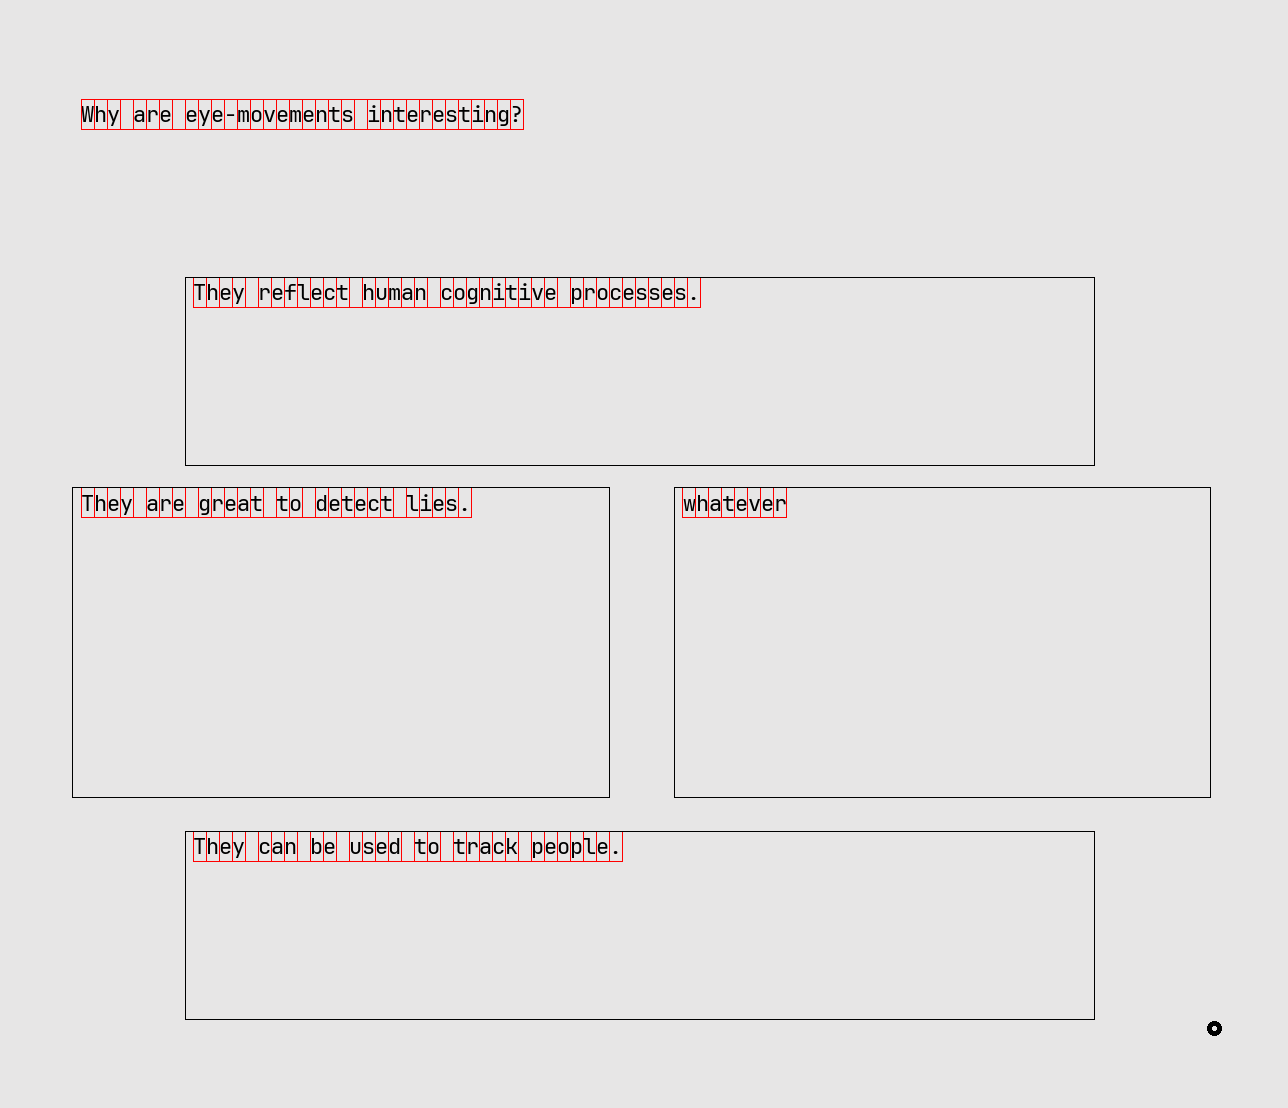 Why are eye-movements interesting?
They reflect human cognitive processes.
They are great to detect lies.
whatever
They can be used to track people.